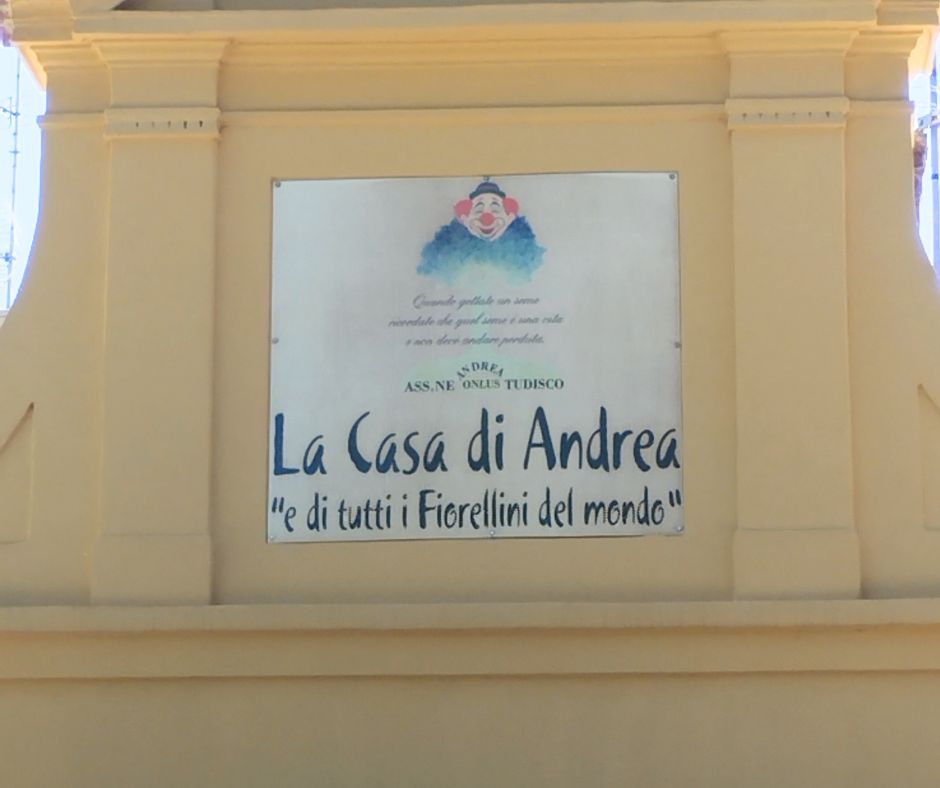 Quando gettate un seme
ricordate che quel seme è una vita
e non deve andare perduta.
ANDREA
ASS.NE ONLUS TUDISCO
La Casa di Andrea
"e di tutti i Fiorellini del mondo"